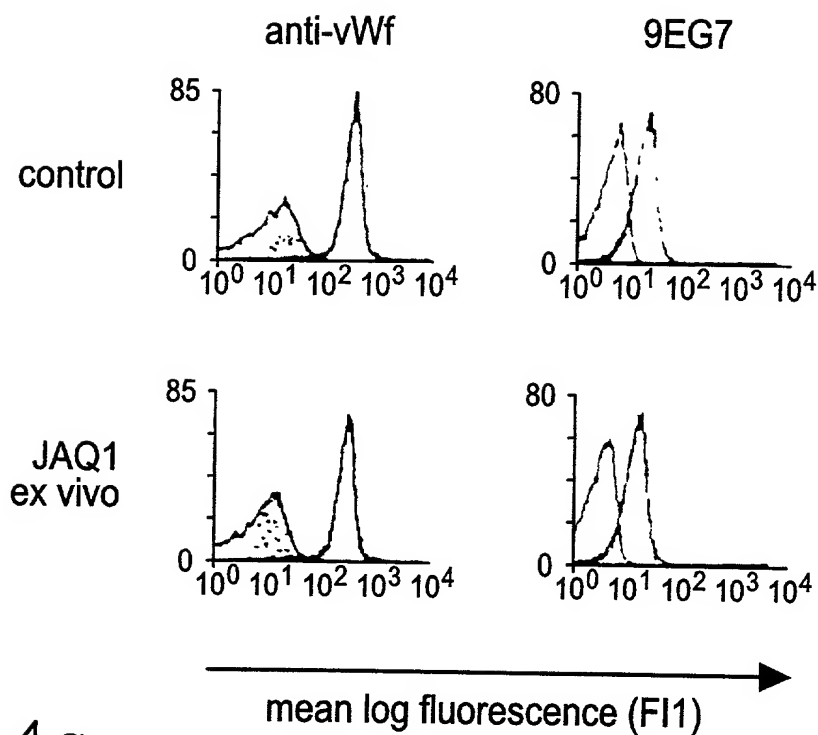 anti-vWf 9EG7
85 80
control
0 0
10⁰ 10¹ 10² 10³ 10⁴ 10⁰ 10¹ 10² 10³ 10⁴
85 80
JAQ1
ex vivo
0 0
10⁰ 10¹ 10² 10³ 10⁴ 10⁰ 10¹ 10² 10³ 10⁴
mean log fluorescence (Fl1)